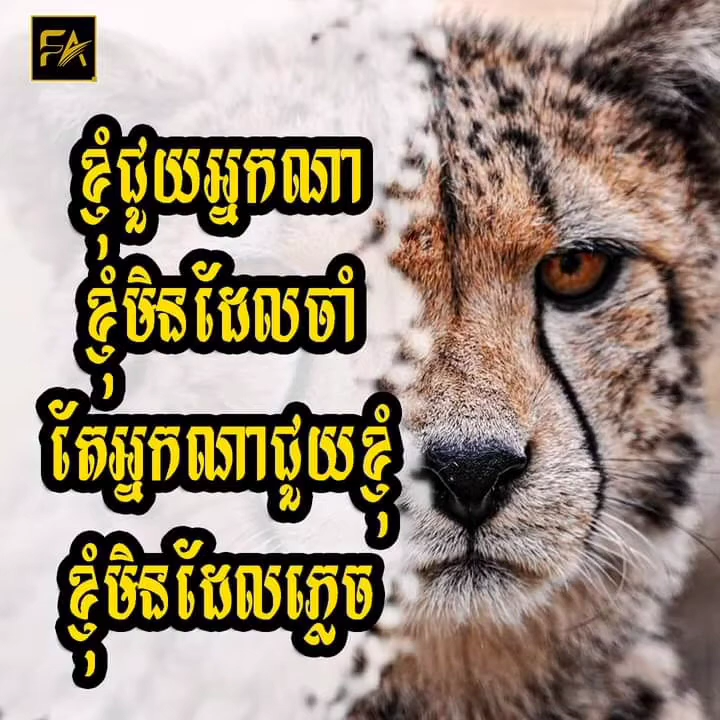 FA
ខ្ញុំជួយអ្នកណា
ខ្ញុំមិនដែលចាំ
តែអ្នកណាជួយខ្ញុំ
ខ្ញុំមិនដែលភ្លេច